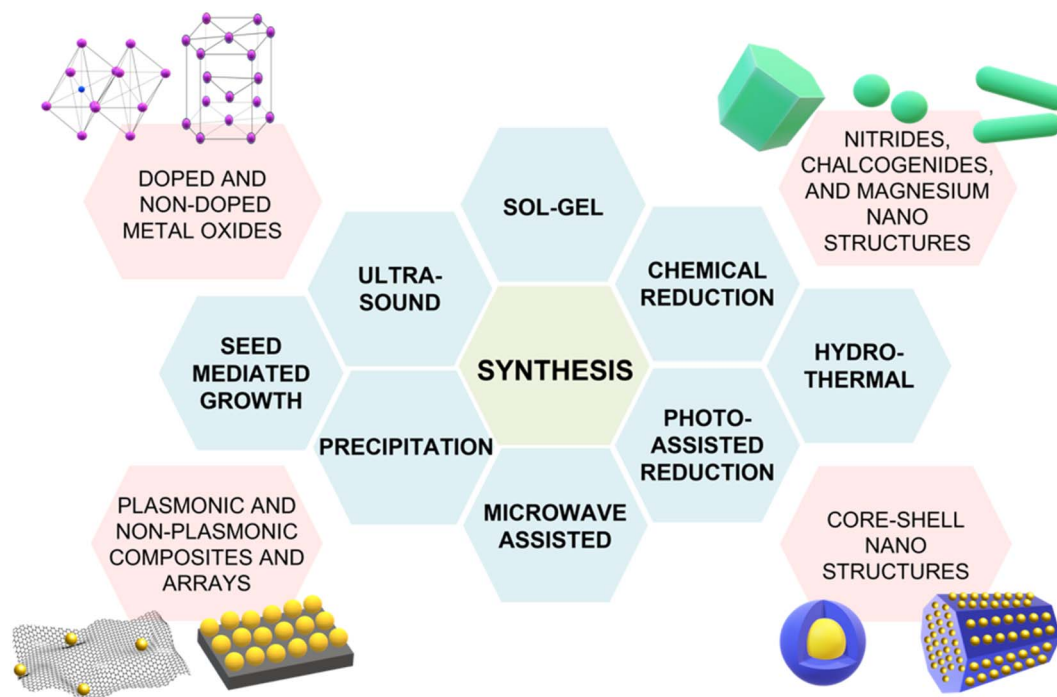 DOPED AND
NON-DOPED
METAL OXIDES
NITRIDES,
CHALCOGENIDES,
AND MAGNESIUM
NANO
STRUCTURES
SOL-GEL
ULTRA-
SOUND
CHEMICAL
REDUCTION
SEED
MEDIATED
GROWTH
SYNTHESIS
HYDRO-
THERMAL
PRECIPITATION
PHOTO-
ASSISTED
REDUCTION
MICROWAVE
ASSISTED
PLASMONIC AND
NON-PLASMONIC
COMPOSITES AND
ARRAYS
CORE-SHELL
NANO
STRUCTURES